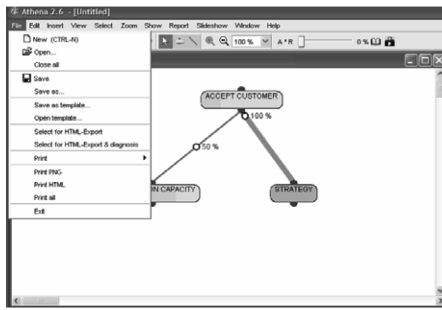 Athena 2.6 - [Untitled]
File Edit Insert View Select Zoom Show Report Slideshow Window Help
New (CTRL-N)
100 %
A*R
0 %
Open...
Close all
Save
Save as...
Save as template...
Open template...
Select for HTML-Export
Select for HTML-Export & diagnosis
Print
Print PNG
Print HTML
Print all
Exit
ACCEPT CUSTOMER
100 %
50 %
N CAPACITY
STRATEGY